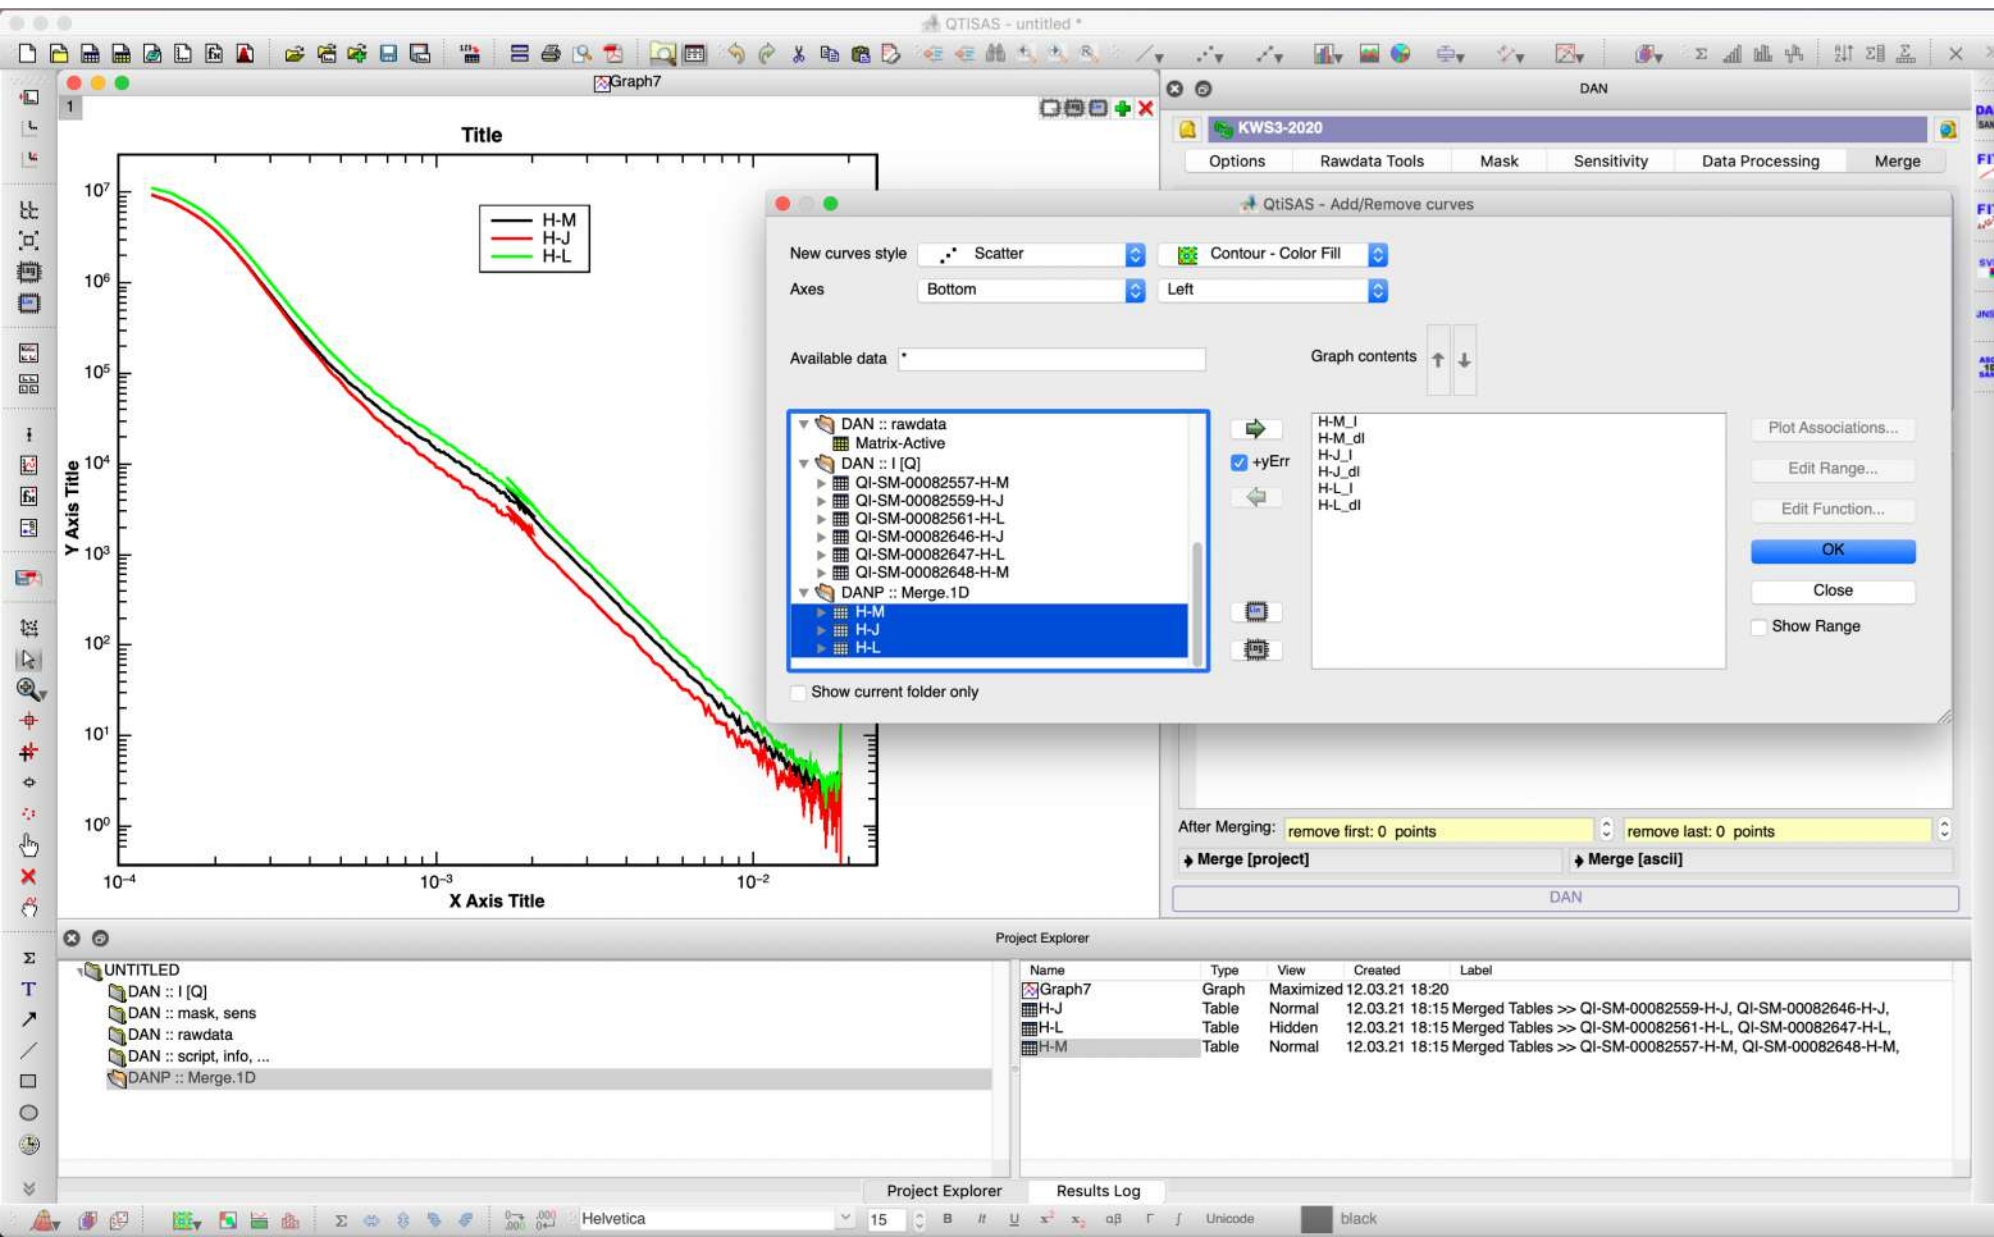 QTISAS - untitled *
Graph7
1
Title
10⁷
10⁶
10⁵
10⁴
10³
10²
10¹
10⁰
Y Axis Title
H-M
H-J
H-L
10⁻⁴
10⁻³
10⁻²
X Axis Title
DAN
KWS3-2020
Options
Rawdata Tools
Mask
Sensitivity
Data Processing
Merge
QtiSAS - Add/Remove curves
New curves style
Scatter
Contour - Color Fill
Axes
Bottom
Left
Available data *
Graph contents
DAN :: rawdata
Matrix-Active
DAN :: I [Q]
QI-SM-00082557-H-M
QI-SM-00082559-H-J
QI-SM-00082561-H-L
QI-SM-00082646-H-J
QI-SM-00082647-H-L
QI-SM-00082648-H-M
DANP :: Merge.1D
H-M
H-J
H-L
+yErr
H-M_I
H-M_dI
H-J_I
H-J_dI
H-L_I
H-L_dI
Plot Associations...
Edit Range...
Edit Function...
OK
Close
Show Range
Show current folder only
After Merging:
remove first: 0 points
remove last: 0 points
Merge [project]
Merge [ascii]
DAN
Project Explorer
UNTITLED
DAN :: I [Q]
DAN :: mask, sens
DAN :: rawdata
DAN :: script, info, ...
DANP :: Merge.1D
Name Type View Created Label
Graph7 Graph Maximized 12.03.21 18:20
H-J Table Normal 12.03.21 18:15 Merged Tables >> QI-SM-00082559-H-J, QI-SM-00082646-H-J,
H-L Table Hidden 12.03.21 18:15 Merged Tables >> QI-SM-00082561-H-L, QI-SM-00082647-H-L,
H-M Table Normal 12.03.21 18:15 Merged Tables >> QI-SM-00082557-H-M, QI-SM-00082648-H-M,
Project Explorer
Results Log
Helvetica
15
B It U x² x₂ αβ Γ ∫ Unicode
black